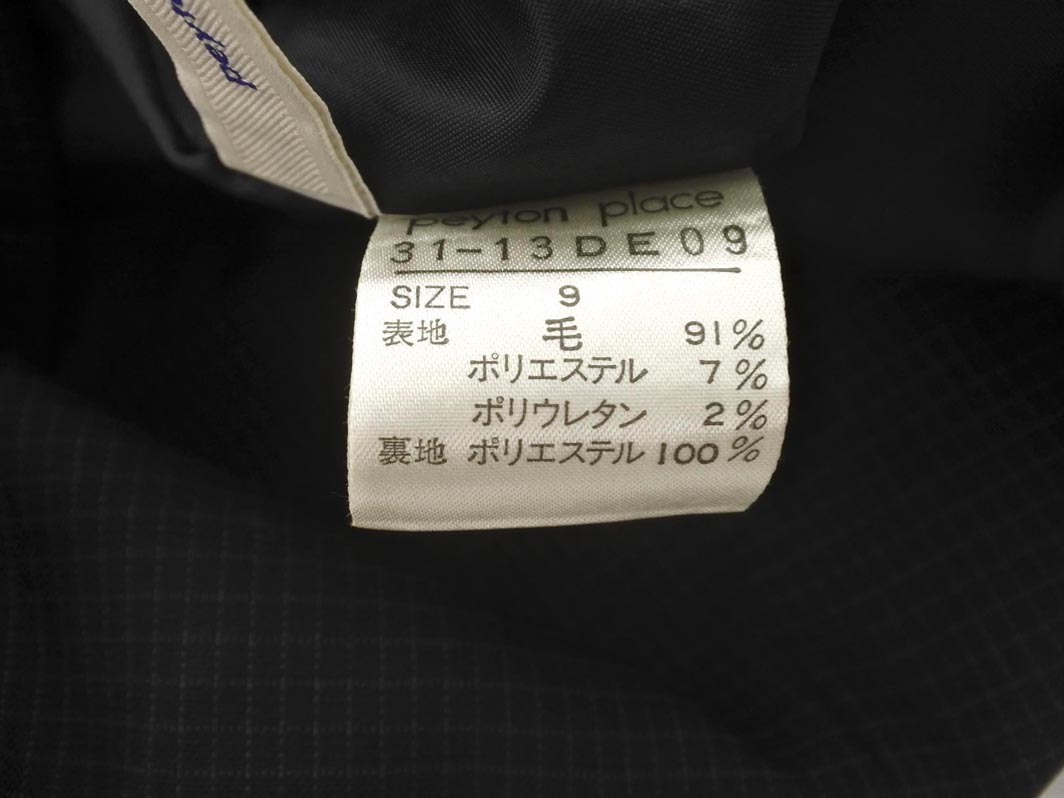 peyton place
31-13DE09
SIZE 9
表地 毛 91%
ポリエステル 7%
ポリウレタン 2%
裏地 ポリエステル 100%